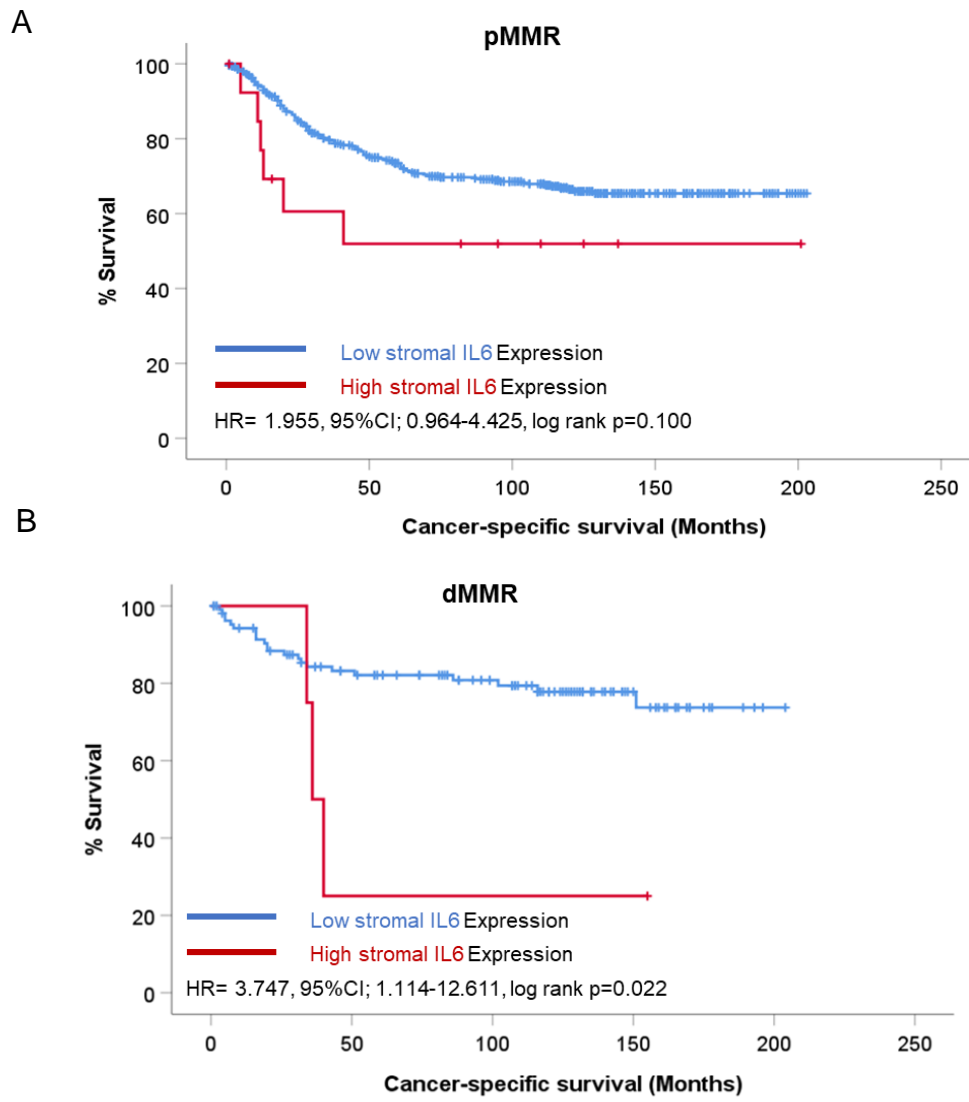 A
pMMR
100
80
60
40
20
0
% Survival
Low stromal IL6 Expression
High stromal IL6 Expression
HR= 1.955, 95%CI; 0.964-4.425, log rank p=0.100
0 50 100 150 200 250
Cancer-specific survival (Months)
B
dMMR
100
80
60
40
20
0
% Survival
Low stromal IL6 Expression
High stromal IL6 Expression
HR= 3.747, 95%CI; 1.114-12.611, log rank p=0.022
0 50 100 150 200 250
Cancer-specific survival (Months)